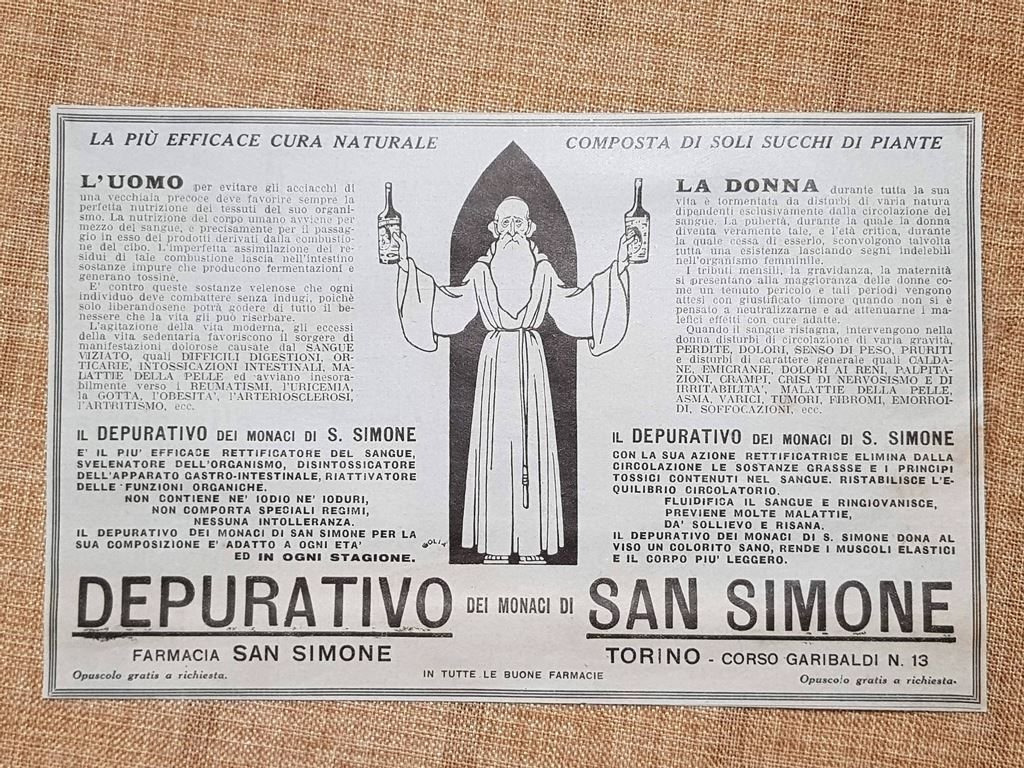 LA PIÙ EFFICACE CURA NATURALE
COMPOSTA DI SOLI SUCCHI DI PIANTE
L'UOMO per evitare gli acciacchi di
una vecchiaia precoce deve favorire sempre la
perfetta nutrizione dei tessuti del suo organi-
smo. La nutrizione del corpo umano avviene per
mezzo del sangue, e precisamente per il passag-
gio in esso dei prodotti derivati dalla combustio-
ne del cibo. L'imperfetta assimilazione dei re-
sidui di tale combustione lascia nell'intestino
sostanze impure che producono fermentazioni e
generano tossine.
E' contro queste sostanze velenose che ogni
individuo deve combattere senza indugi, poichè
solo liberandosene potrà godere di tutto il be-
nessere che la vita gli può riserbare.
L'agitazione della vita moderna, gli eccessi
della vita sedentaria favoriscono il sorgere di
manifestazioni dolorose causate dal SANGUE
VIZIATO, quali DIFFICILI DIGESTIONI, OR-
TICARIE, INTOSSICAZIONI INTESTINALI, MA-
LATTIE DELLA PELLE ed avviano inesora-
bilmente verso i REUMATISMI, l'URICEMIA,
la GOTTA, l'OBESITA', l'ARTERIOSCLEROSI,
l'ARTRITISMO, ecc.
IL DEPURATIVO DEI MONACI DI S. SIMONE
E' IL PIU' EFFICACE RETTIFICATORE DEL SANGUE,
SVELENATORE DELL'ORGANISMO, DISINTOSSICATORE
DELL'APPARATO GASTRO-INTESTINALE, RIATTIVATORE
DELLE FUNZIONI ORGANICHE.
NON CONTIENE NE' IODIO NE' IODURI,
NON COMPORTA SPECIALI REGIMI,
NESSUNA INTOLLERANZA.
IL DEPURATIVO DEI MONACI DI SAN SIMONE PER LA
SUA COMPOSIZIONE E' ADATTO A OGNI ETA'
ED IN OGNI STAGIONE.
LA DONNA durante tutta la sua
vita è tormentata da disturbi di varia natura
dipendenti esclusivamente dalla circolazione del
sangue. La pubertà, durante la quale la donna
diventa veramente tale, e l'età critica, durante
la quale cessa di esserlo, sconvolgono talvolta
tutta una esistenza lasciando segni indelebili
nell'organismo femminile.
I tributi mensili, la gravidanza, la maternità
si presentano alla maggioranza delle donne co-
me un temuto pericolo e tali periodi vengono
attesi con giustificato timore quando non si è
pensato a neutralizzarne e ad attenuarne i ma-
lefici effetti con cure adatte.
Quando il sangue ristagna, intervengono nella
donna disturbi di circolazione di varia gravità,
PERDITE, DOLORI, SENSO DI PESO, PRURITI
e disturbi di carattere generale quali CALDA-
NE, EMICRANIE, DOLORI AI RENI, PALPITA-
ZIONI, CRAMPI, CRISI DI NERVOSISMO E DI
IRRITABILITÀ, MALATTIE DELLA PELLE,
ASMA, VARICI, TUMORI, FIBROMI, EMORROI-
DI, SOFFOCAZIONI, ecc.
IL DEPURATIVO DEI MONACI DI S. SIMONE
CON LA SUA AZIONE RETTIFICATRICE ELIMINA DALLA
CIRCOLAZIONE LE SOSTANZE GRASSSE E I PRINCIPI
TOSSICI CONTENUTI NEL SANGUE. RISTABILISCE L'E-
QUILIBRIO CIRCOLATORIO.
FLUIDIFICA IL SANGUE E RINGIOVANISCE,
PREVIENE MOLTE MALATTIE,
DA' SOLLIEVO E RISANA.
IL DEPURATIVO DEI MONACI DI S. SIMONE DONA AL
VISO UN COLORITO SANO, RENDE I MUSCOLI ELASTICI
E IL CORPO PIU' LEGGERO.
DEPURATIVO DEI MONACI DI SAN SIMONE
FARMACIA SAN SIMONE
TORINO - CORSO GARIBALDI N. 13
Opuscolo gratis a richiesta.
IN TUTTE LE BUONE FARMACIE
Opuscolo gratis a richiesta.